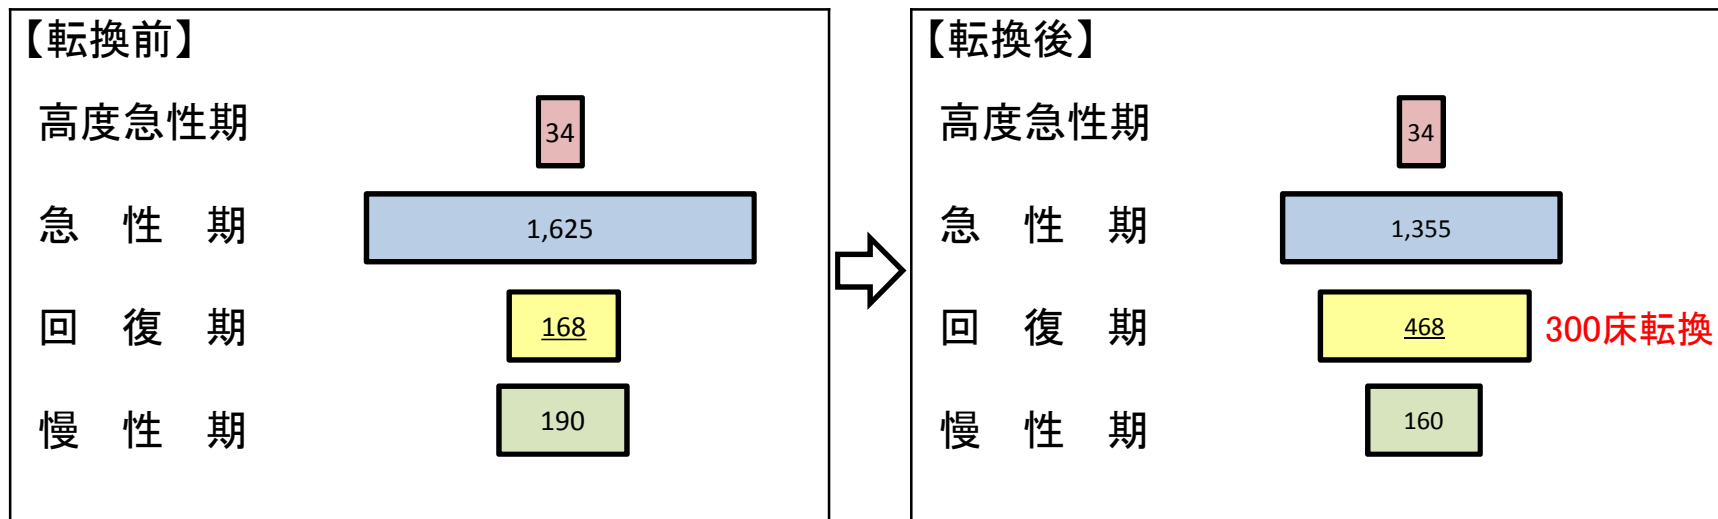 【転換前】
高度急性期
34
急性期
1,625
回復期
168
慢性期
190
【転換後】
高度急性期
34
急性期
1,355
回復期
468
300床転換
慢性期
160